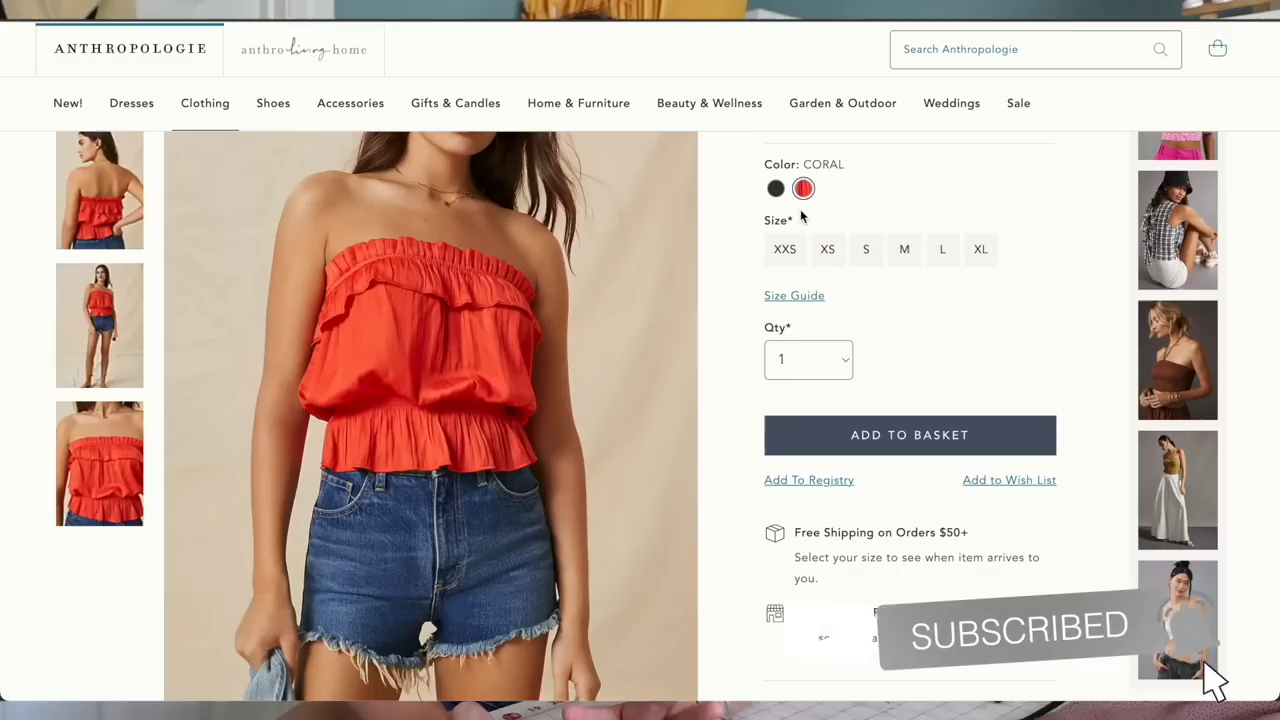 ANTHROPOLOGIE
anthroliving home
Search Anthropologie
New! Dresses Clothing Shoes Accessories Gifts & Candles Home & Furniture Beauty & Wellness Garden & Outdoor Weddings Sale
Color: CORAL
Size*
XXS XS S M L XL
Size Guide
Qty*
1
ADD TO BASKET
Add To Registry Add to Wish List
Free Shipping on Orders $50+
Select your size to see when item arrives to
you.
SUBSCRIBED